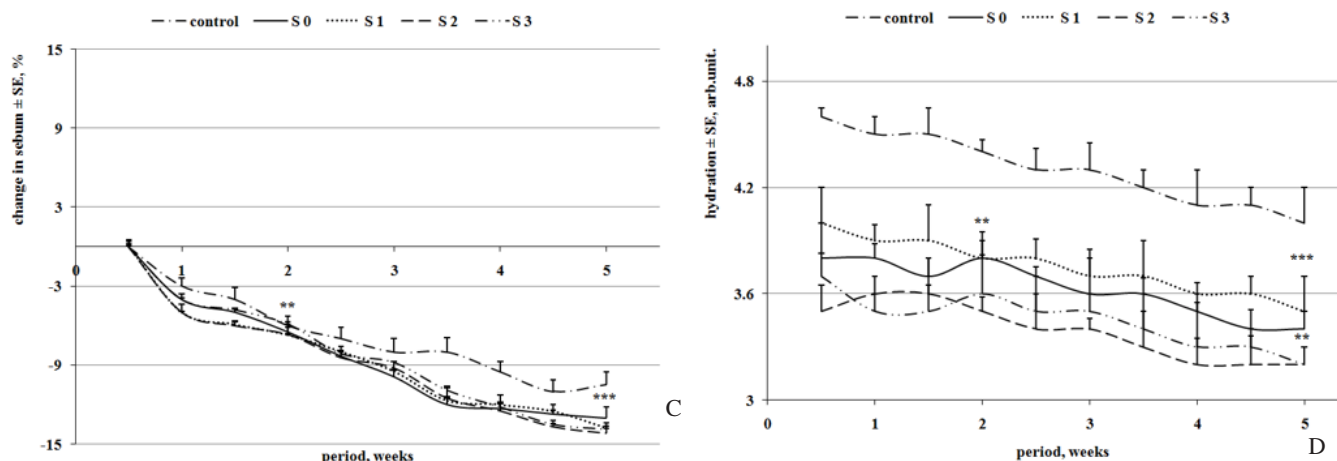 control S 0 S 1 S 2 S 3
change in sebum ± SE, %
15
9
3
-3
-9
-15
0 1 2 3 4 5
**
***
period, weeks
C
control S 0 S 1 S 2 S 3
hydration ± SE, arb.unit.
4.8
4.2
3.6
3
**
***
**
0 1 2 3 4 5
period, weeks
D